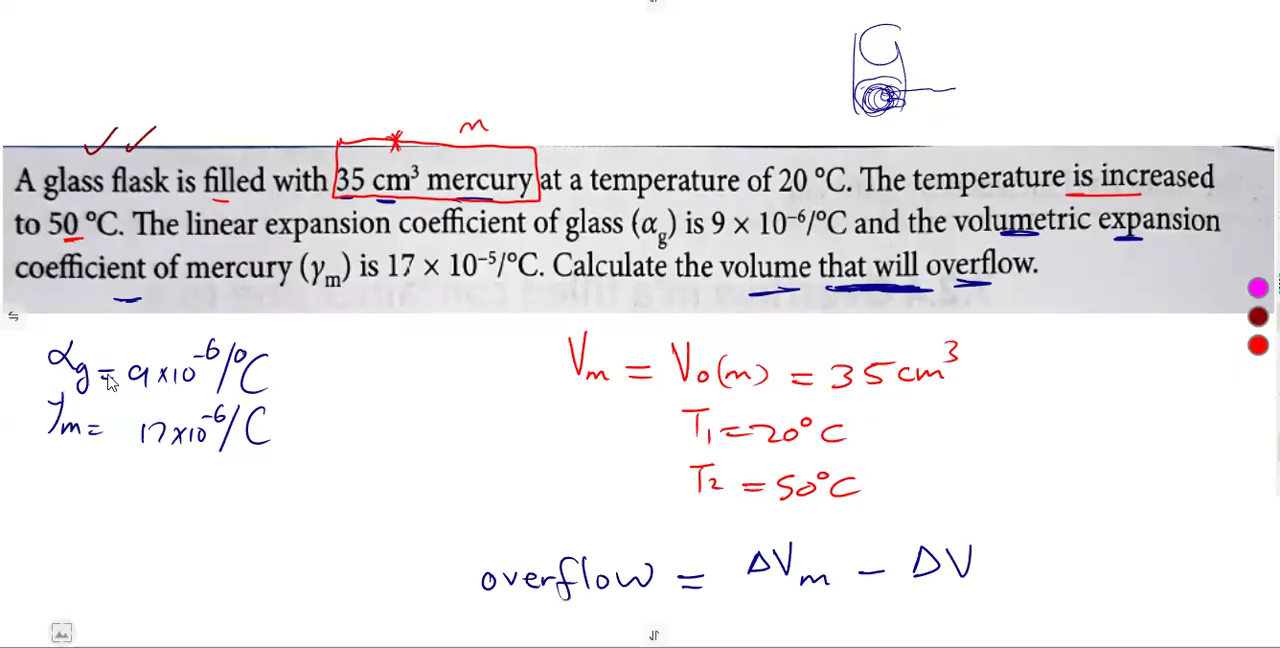 m
A glass flask is filled with 35 cm³ mercury at a temperature of 20 °C. The temperature is increased
to 50 °C. The linear expansion coefficient of glass (αg) is 9 × 10⁻⁶/°C and the volumetric expansion
coefficient of mercury (γm) is 17 × 10⁻⁵/°C. Calculate the volume that will overflow.
αg = 9×10⁻⁶/°C
γm = 17×10⁻⁶/C
Vm = V₀(m) = 35cm³
T₁ = 20°C
T₂ = 50°C
overflow = ΔVm − ΔV